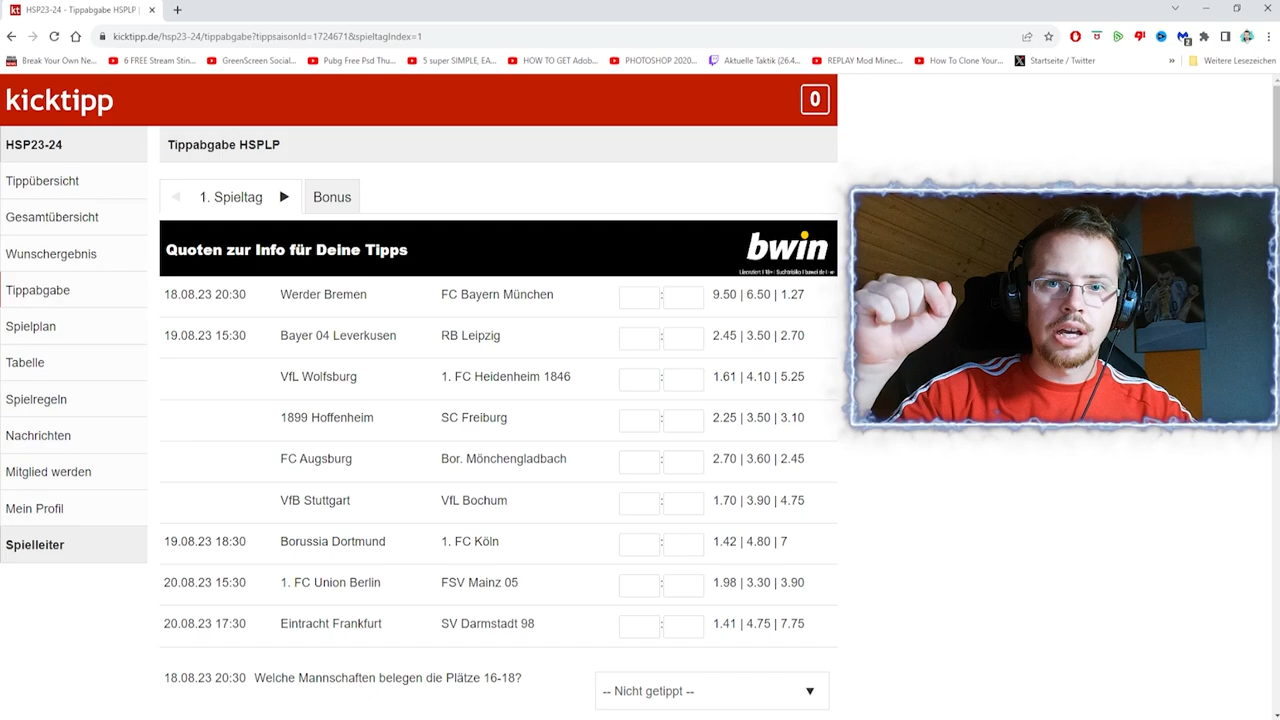 HSP23-24 - Tippabgabe HSPLP |
kicktipp.de/hsp23-24/tippabgabe?tippsaisonId=1724671&spieltagIndex=1
Break Your Own Ne...
6 FREE Stream Stin...
GreenScreen Social...
Pubg Free Psd Thu...
5 super SIMPLE, EA...
HOW TO GET Adob...
PHOTOSHOP 2020...
Aktuelle Taktik (26.4...
REPLAY Mod Minec...
How To Clone Your...
Startseite / Twitter
»
Weitere Lesezeichen
kicktipp
0
HSP23-24
Tippübersicht
Gesamtübersicht
Wunschergebnis
Tippabgabe
Spielplan
Tabelle
Spielregeln
Nachrichten
Mitglied werden
Mein Profil
Spielleiter
Tippabgabe HSPLP
1. Spieltag
Bonus
Quoten zur Info für Deine Tipps
bwin
18.08.23 20:30 Werder Bremen FC Bayern München : 9.50 | 6.50 | 1.27
19.08.23 15:30 Bayer 04 Leverkusen RB Leipzig : 2.45 | 3.50 | 2.70
VfL Wolfsburg 1. FC Heidenheim 1846 : 1.61 | 4.10 | 5.25
1899 Hoffenheim SC Freiburg : 2.25 | 3.50 | 3.10
FC Augsburg Bor. Mönchengladbach : 2.70 | 3.60 | 2.45
VfB Stuttgart VfL Bochum : 1.70 | 3.90 | 4.75
19.08.23 18:30 Borussia Dortmund 1. FC Köln : 1.42 | 4.80 | 7
20.08.23 15:30 1. FC Union Berlin FSV Mainz 05 : 1.98 | 3.30 | 3.90
20.08.23 17:30 Eintracht Frankfurt SV Darmstadt 98 : 1.41 | 4.75 | 7.75
18.08.23 20:30 Welche Mannschaften belegen die Plätze 16-18?
-- Nicht getippt --